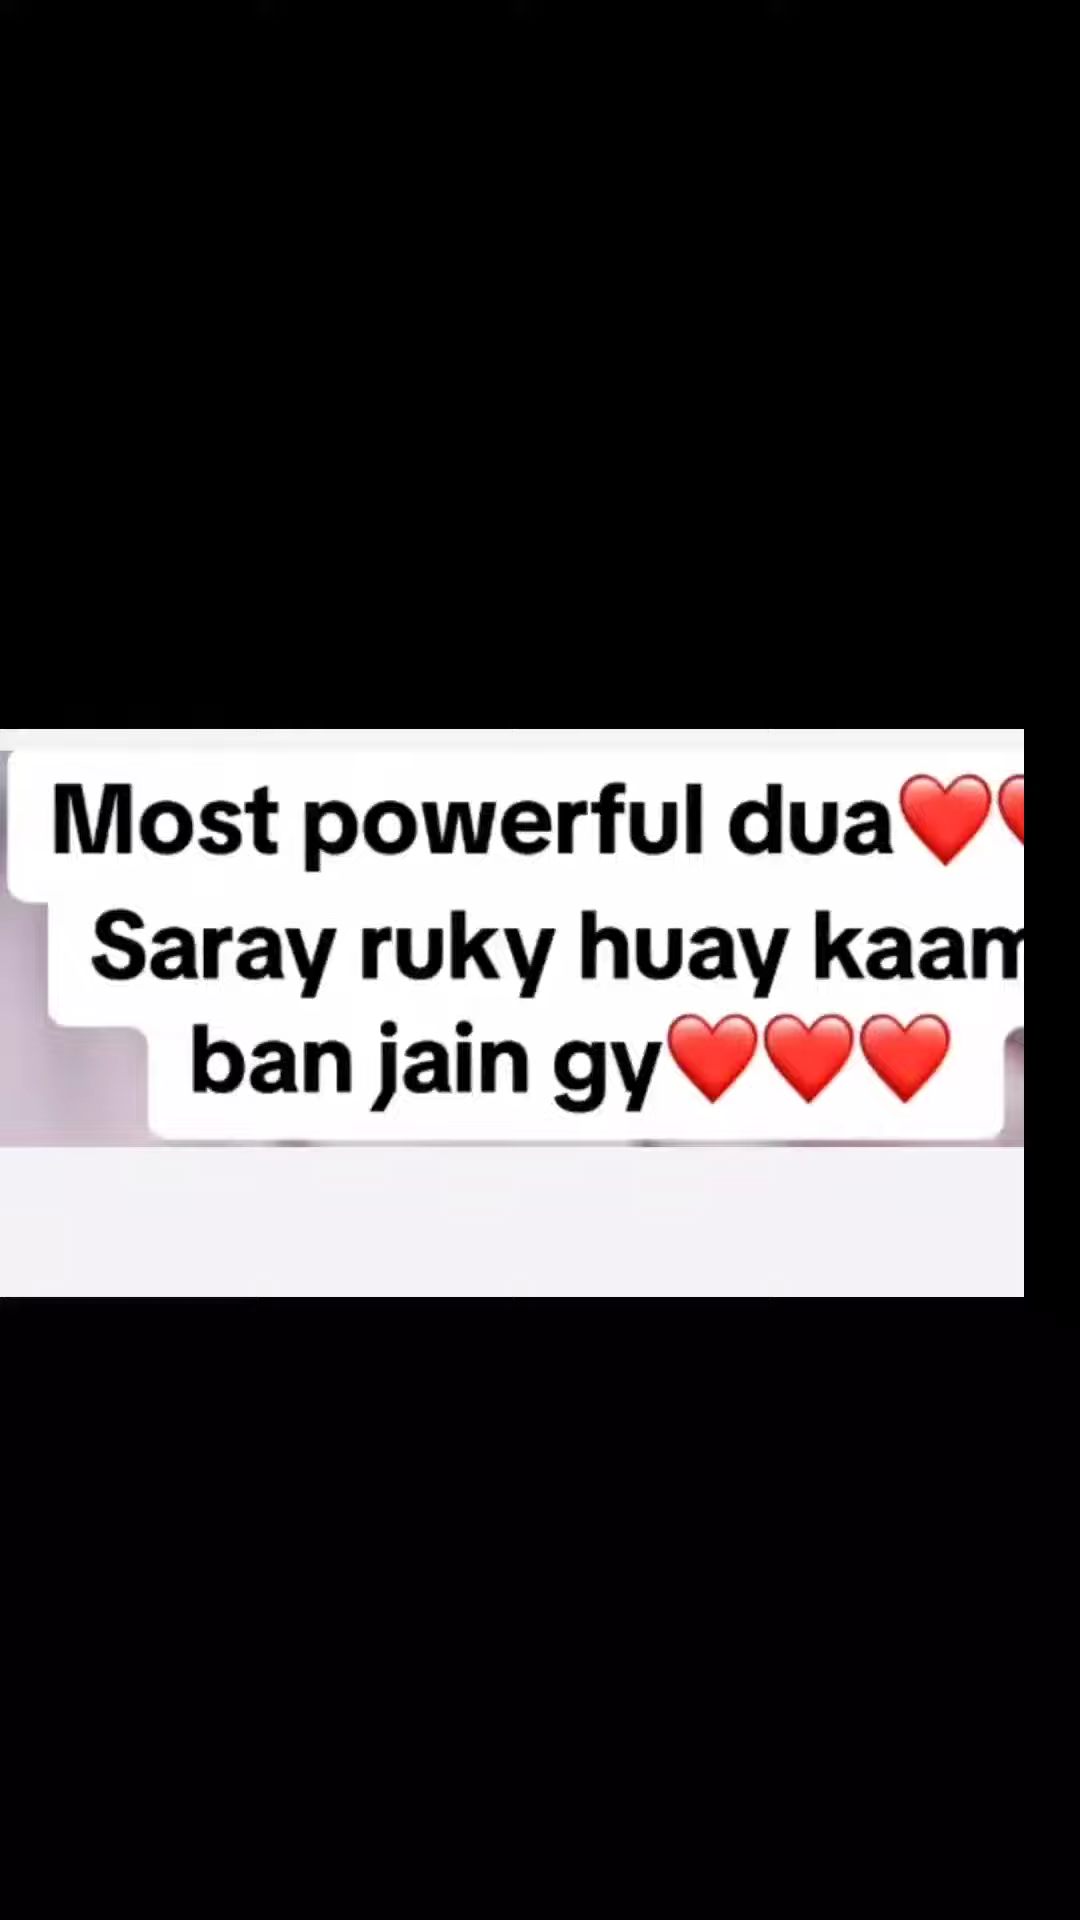 Most powerful dua❤️❤️
Saray ruky huay kaam
ban jain gy❤️❤️❤️